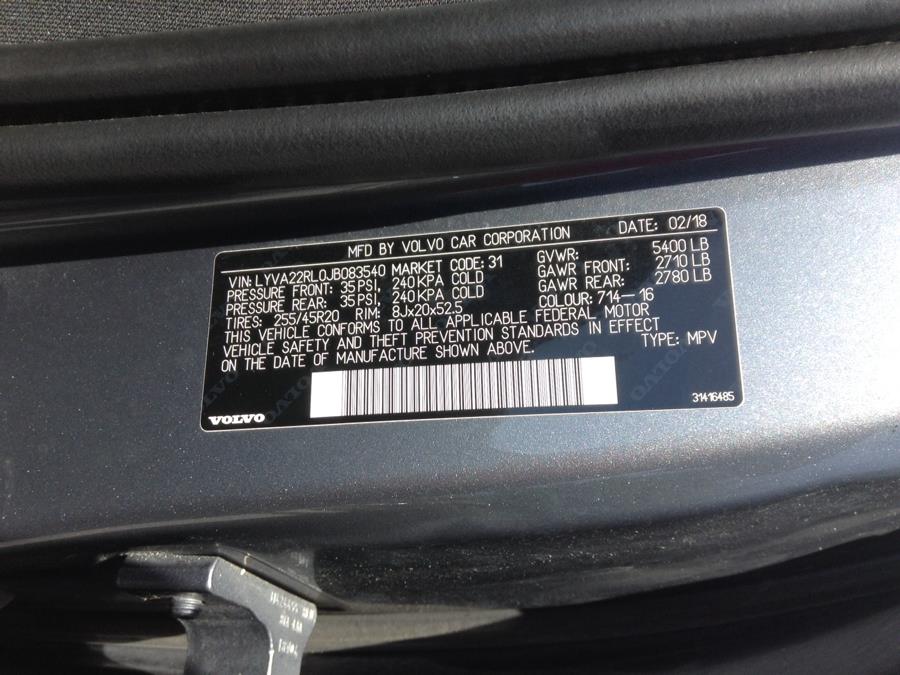 MFD BY VOLVO CAR CORPORATION DATE: 02/18
VIN: LYVA22RL0JB083540 MARKET CODE: 31 GVWR: 5400 LB
PRESSURE FRONT: 35 PSI, 240 KPA COLD GAWR FRONT: 2710 LB
PRESSURE REAR: 35 PSI, 240 KPA COLD GAWR REAR: 2780 LB
TIRES: 255/45R20 RIM: 8Jx20x52.5 COLOUR: 714-16
THIS VEHICLE CONFORMS TO ALL APPLICABLE FEDERAL MOTOR
VEHICLE SAFETY AND THEFT PREVENTION STANDARDS IN EFFECT
ON THE DATE OF MANUFACTURE SHOWN ABOVE. TYPE: MPV
VOLVO 31416485